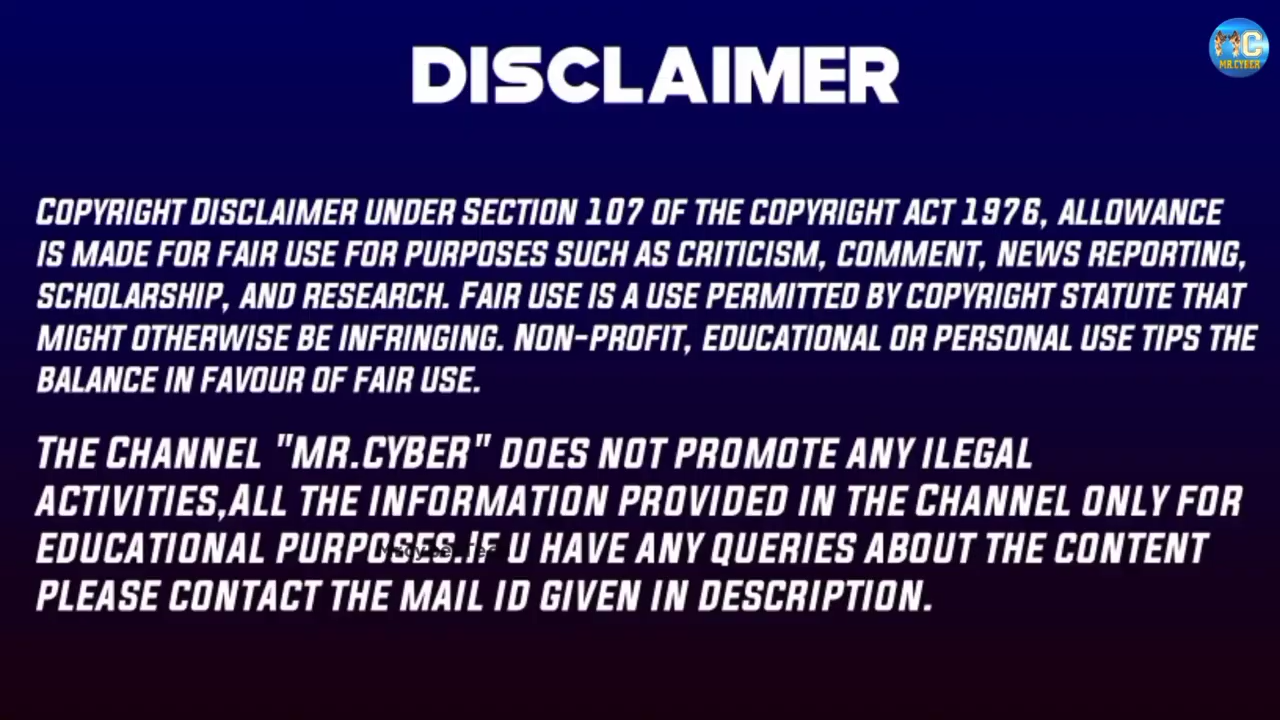 DISCLAIMER
MC
MR.CYBER
COPYRIGHT DISCLAIMER UNDER SECTION 107 OF THE COPYRIGHT ACT 1976, ALLOWANCE
IS MADE FOR FAIR USE FOR PURPOSES SUCH AS CRITICISM, COMMENT, NEWS REPORTING,
SCHOLARSHIP, AND RESEARCH. FAIR USE IS A USE PERMITTED BY COPYRIGHT STATUTE THAT
MIGHT OTHERWISE BE INFRINGING. NON-PROFIT, EDUCATIONAL OR PERSONAL USE TIPS THE
BALANCE IN FAVOUR OF FAIR USE.
THE CHANNEL "MR.CYBER" DOES NOT PROMOTE ANY ILEGAL
ACTIVITIES,ALL THE INFORMATION PROVIDED IN THE CHANNEL ONLY FOR
EDUCATIONAL PURPOSES.IF U HAVE ANY QUERIES ABOUT THE CONTENT
PLEASE CONTACT THE MAIL ID GIVEN IN DESCRIPTION.